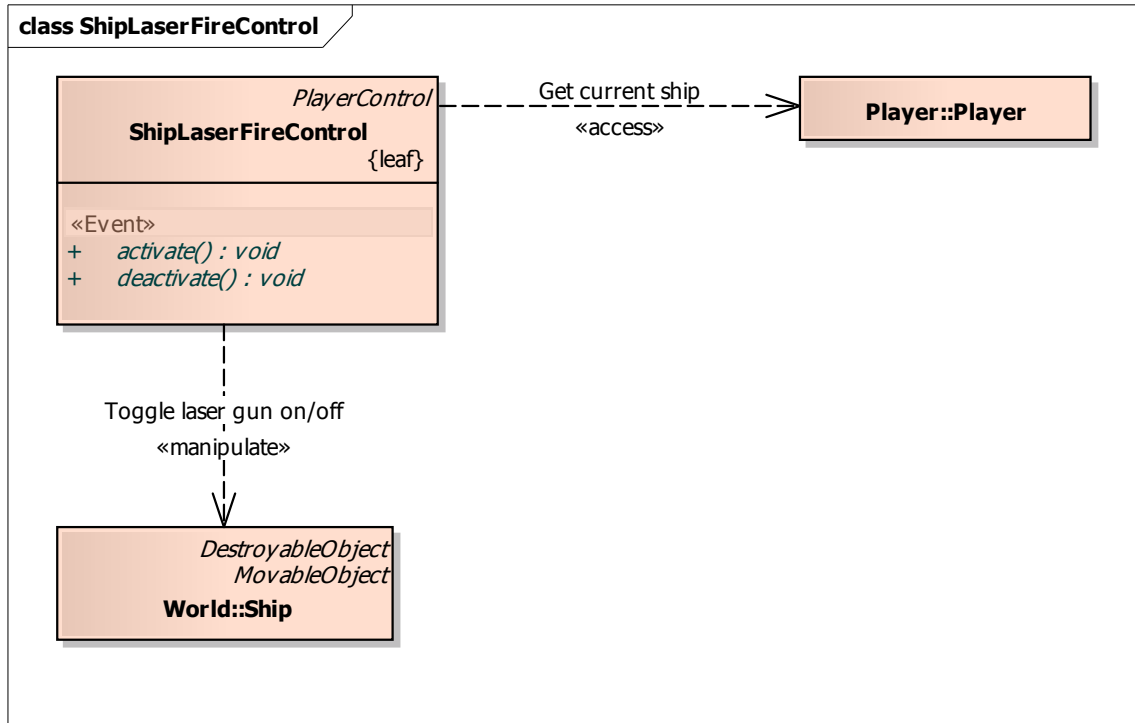 class ShipLaserFireControl
PlayerControl
ShipLaserFireControl
{leaf}
«Event»
+ activate() : void
+ deactivate() : void
Get current ship
«access»
Player::Player
Toggle laser gun on/off
«manipulate»
DestroyableObject
MovableObject
World::Ship